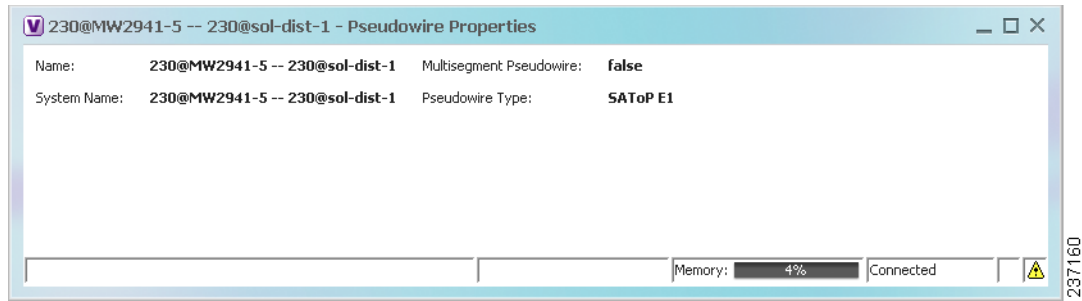 V 230@MW2941-5 -- 230@sol-dist-1 - Pseudowire Properties
Name: 230@MW2941-5 -- 230@sol-dist-1 Multisegment Pseudowire: false
System Name: 230@MW2941-5 -- 230@sol-dist-1 Pseudowire Type: SAToP E1
Memory: 4% Connected
237160